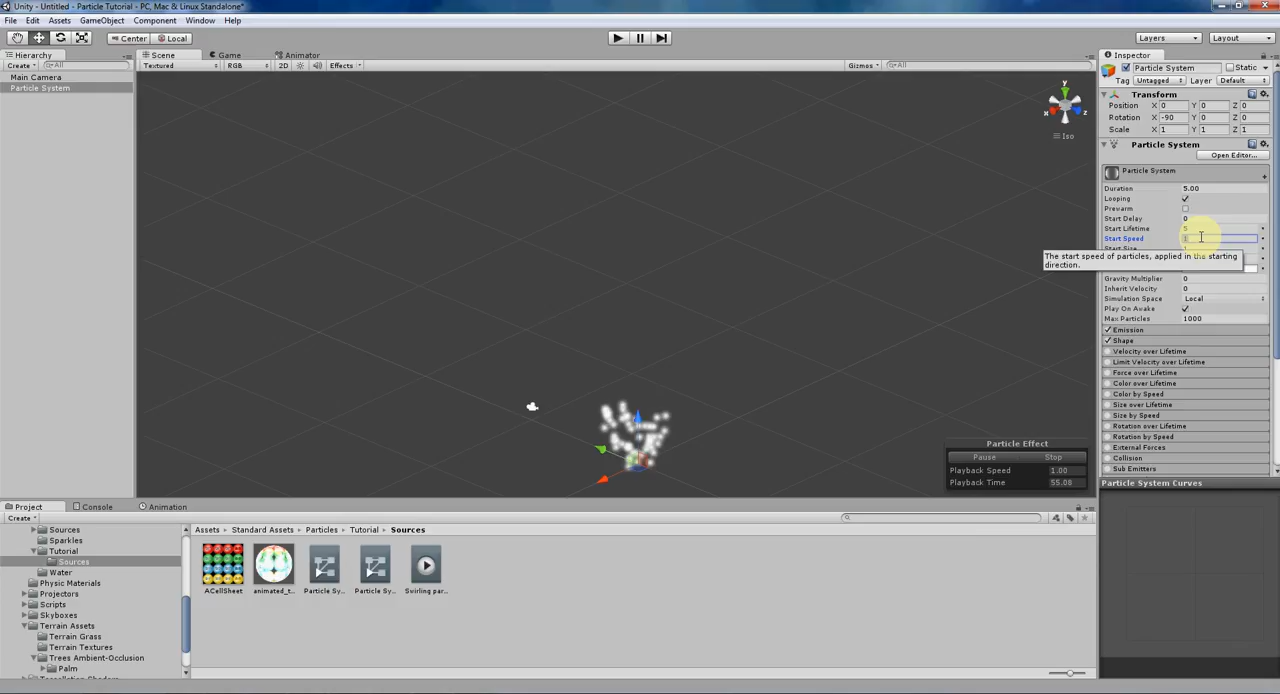 Unity - Untitled - Particle Tutorial - PC, Mac & Linux Standalone*
File Edit Assets GameObject Component Window Help
Center Local Layers Layout
Hierarchy
Create All
Main Camera
Particle System
Scene Game Animator
Textured RGB 2D Effects Gizmos All
y
x z
Iso
Particle Effect
Pause Stop
Playback Speed 1.00
Playback Time 55.08
Inspector
Particle System Static
Tag Untagged Layer Default
Transform
Position X 0 Y 0 Z 0
Rotation X -90 Y 0 Z 0
Scale X 1 Y 1 Z 1
Particle System
Open Editor...
Particle System
Duration 5.00
Looping
Prewarm
Start Delay 0
Start Lifetime 5
Start Speed
Start Size
The start speed of particles, applied in the starting
direction.
Gravity Multiplier 0
Inherit Velocity 0
Simulation Space Local
Play On Awake
Max Particles 1000
Emission
Shape
Velocity over Lifetime
Limit Velocity over Lifetime
Force over Lifetime
Color over Lifetime
Color by Speed
Size over Lifetime
Size by Speed
Rotation over Lifetime
Rotation by Speed
External Forces
Collision
Sub Emitters
Particle System Curves
Project Console Animation
Create
Sources
Sparkles
Tutorial
Sources
Water
Physic Materials
Projectors
Scripts
Skyboxes
Terrain Assets
Terrain Grass
Terrain Textures
Trees Ambient-Occlusion
Palm
Assets Standard Assets Particles Tutorial Sources
ACellSheet animated_t... Particle Sy... Particle Sy... Swirling par...